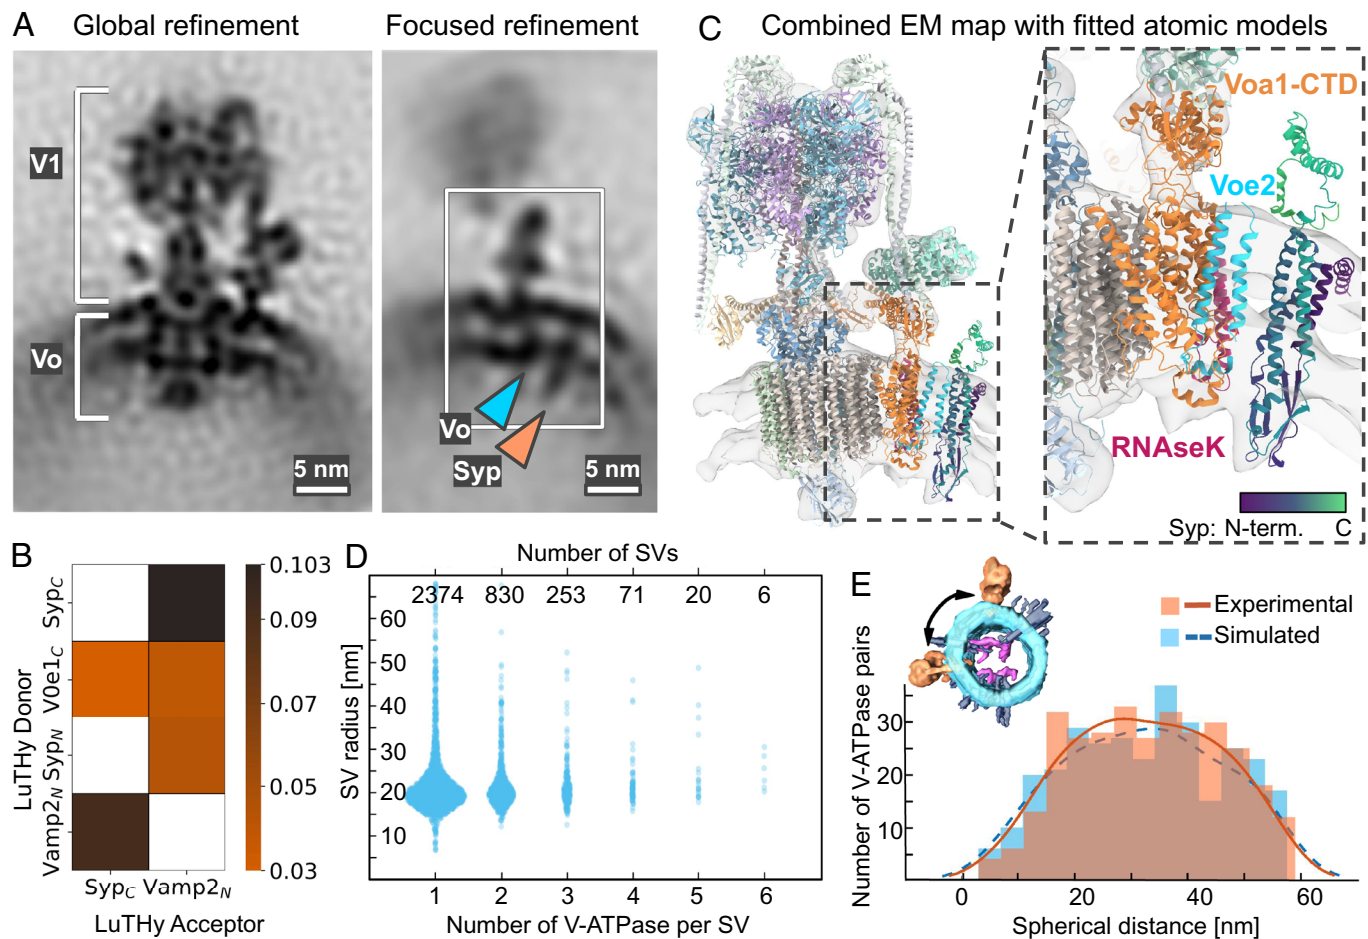 A
Global refinement
Focused refinement
V1
Vo
5 nm
Vo
Syp
5 nm
C
Combined EM map with fitted atomic models
Voa1-CTD
Voe2
RNAseK
Syp: N-term. C
B
LuTHy Donor
Syp_C
V0e1_C
Syp_N
Vamp2_N
Syp_C Vamp2_N
LuTHy Acceptor
0.103
0.09
0.07
0.05
0.03
D
Number of SVs
2374 830 253 71 20 6
SV radius [nm]
60
50
40
30
20
10
1 2 3 4 5 6
Number of V-ATPase per SV
E
Experimental
Simulated
Number of V-ATPase pairs
30
20
10
0 20 40 60
Spherical distance [nm]